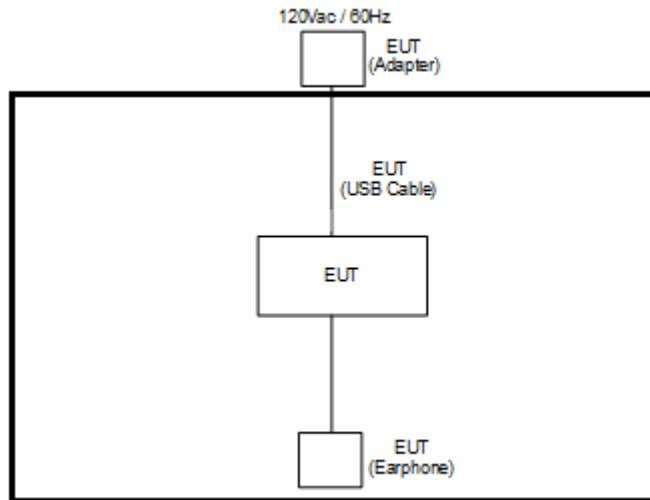 120Vac / 60Hz
EUT
(Adapter)
EUT
(USB Cable)
EUT
EUT
(Earphone)